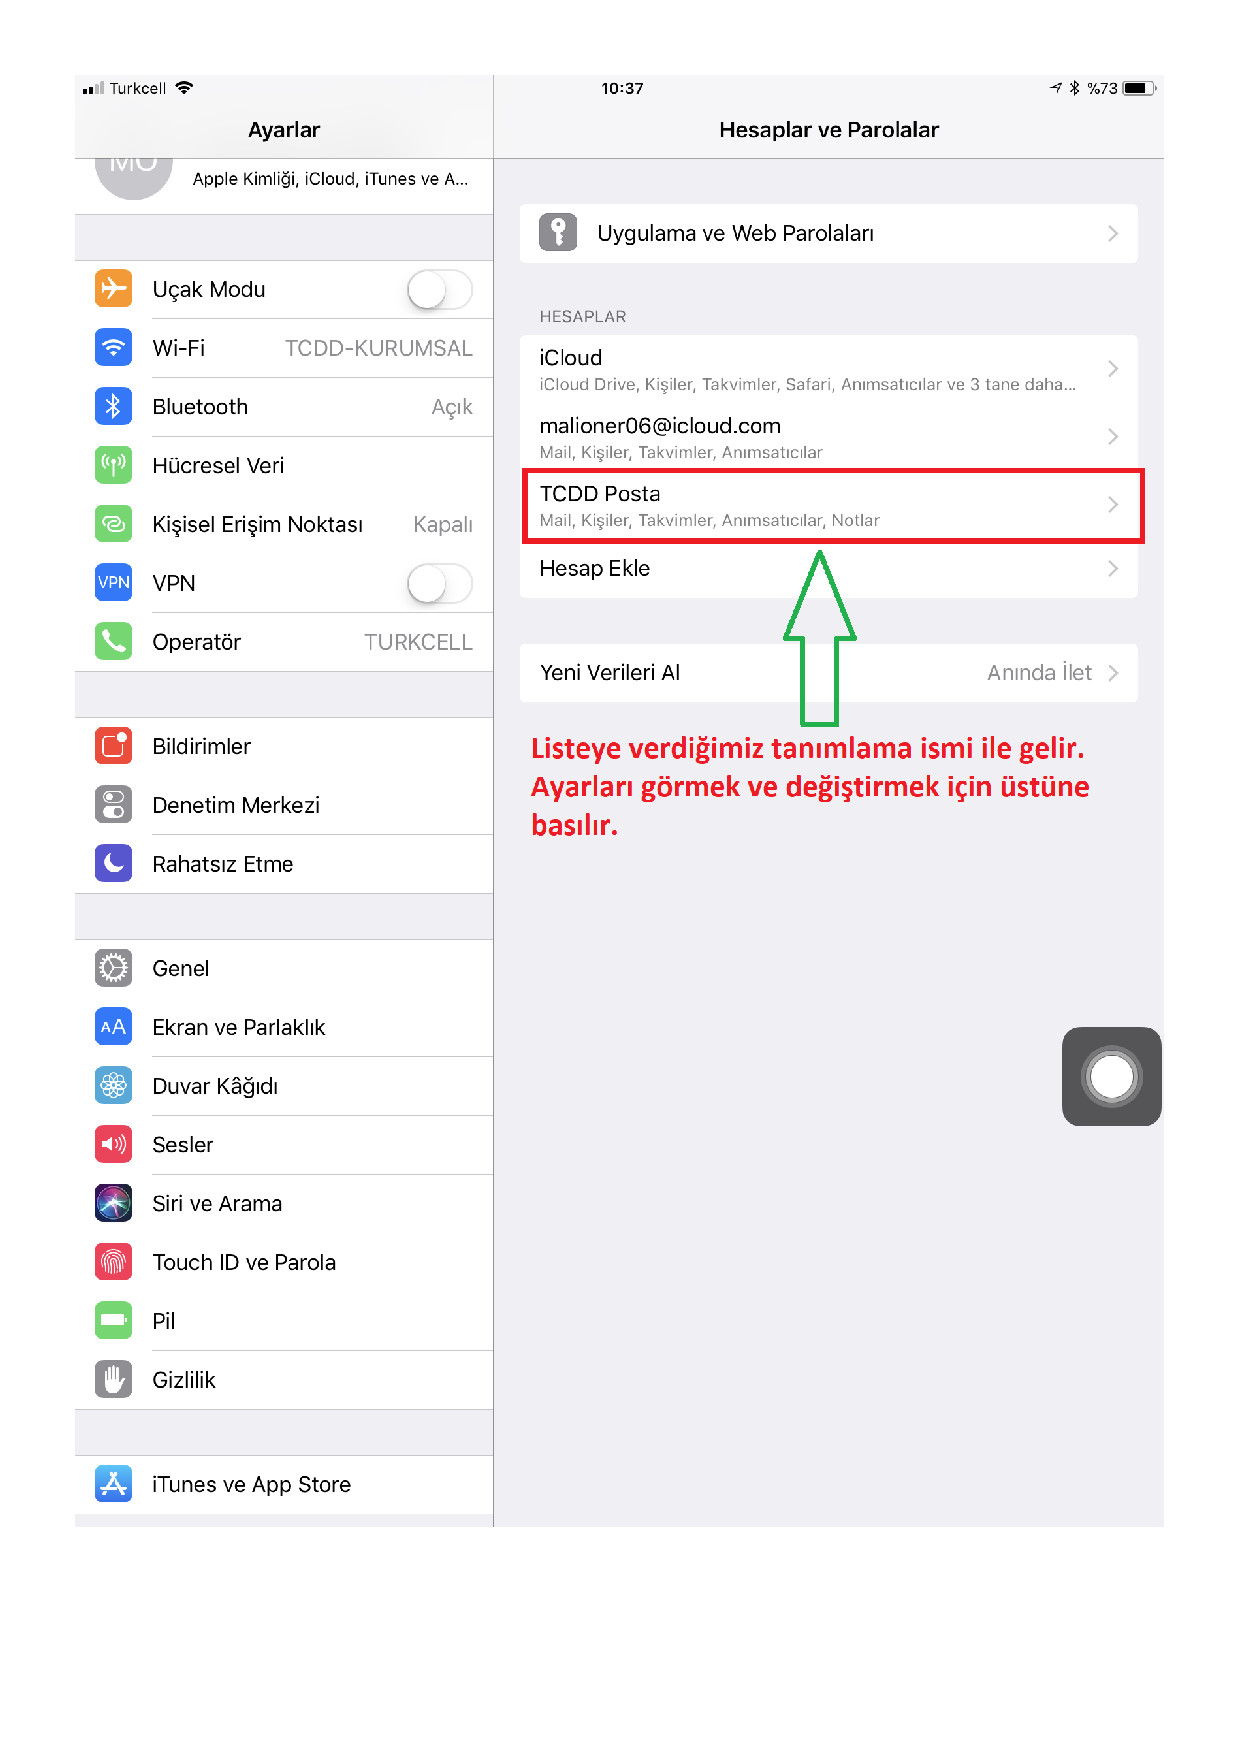 Turkcell
10:37
%73
Ayarlar
Hesaplar ve Parolalar
MO
Apple Kimliği, iCloud, iTunes ve A...
Uçak Modu
Wi-Fi TCDD-KURUMSAL
Bluetooth Açık
Hücresel Veri
Kişisel Erişim Noktası Kapalı
VPN VPN
Operatör TURKCELL
Bildirimler
Denetim Merkezi
Rahatsız Etme
Genel
AA Ekran ve Parlaklık
Duvar Kâğıdı
Sesler
Siri ve Arama
Touch ID ve Parola
Pil
Gizlilik
iTunes ve App Store
Uygulama ve Web Parolaları
HESAPLAR
iCloud
iCloud Drive, Kişiler, Takvimler, Safari, Anımsatıcılar ve 3 tane daha...
malioner06@icloud.com
Mail, Kişiler, Takvimler, Anımsatıcılar
TCDD Posta
Mail, Kişiler, Takvimler, Anımsatıcılar, Notlar
Hesap Ekle
Yeni Verileri Al Anında İlet
Listeye verdiğimiz tanımlama ismi ile gelir.
Ayarları görmek ve değiştirmek için üstüne
basılır.